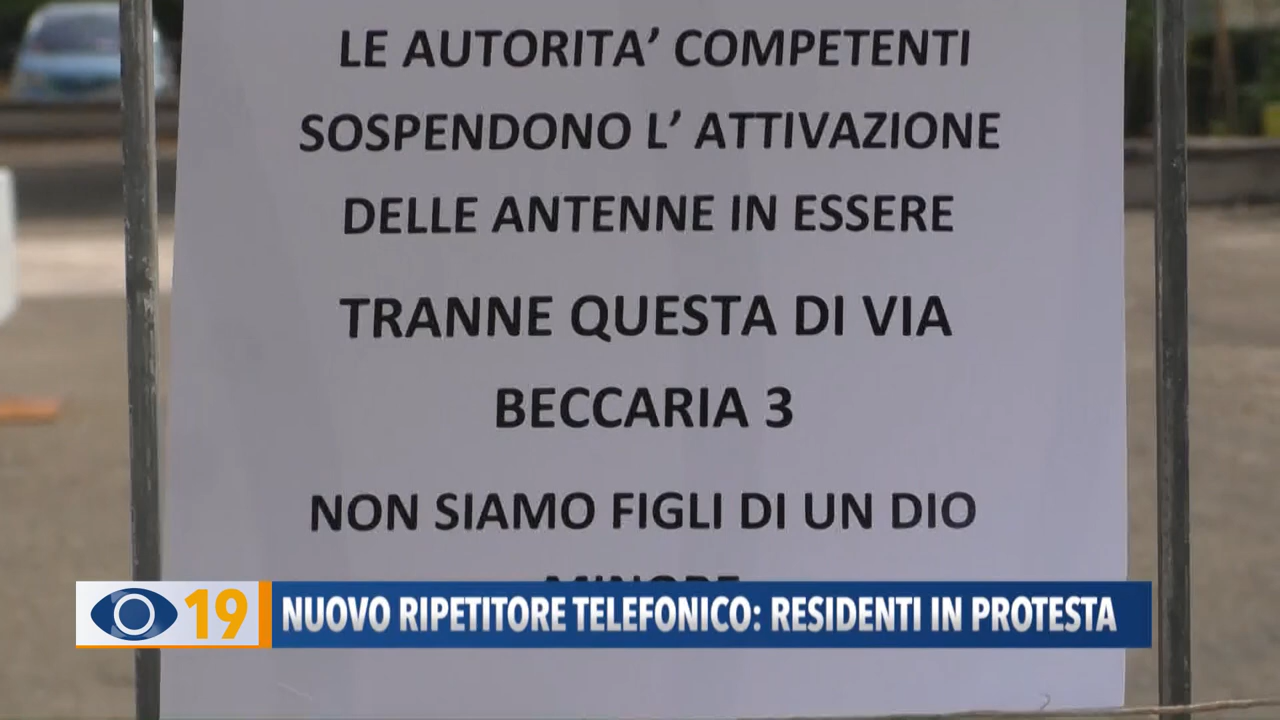 LE AUTORITA’ COMPETENTI
SOSPENDONO L’ ATTIVAZIONE
DELLE ANTENNE IN ESSERE
TRANNE QUESTA DI VIA
BECCARIA 3
NON SIAMO FIGLI DI UN DIO
MINORE
19 NUOVO RIPETITORE TELEFONICO: RESIDENTI IN PROTESTA